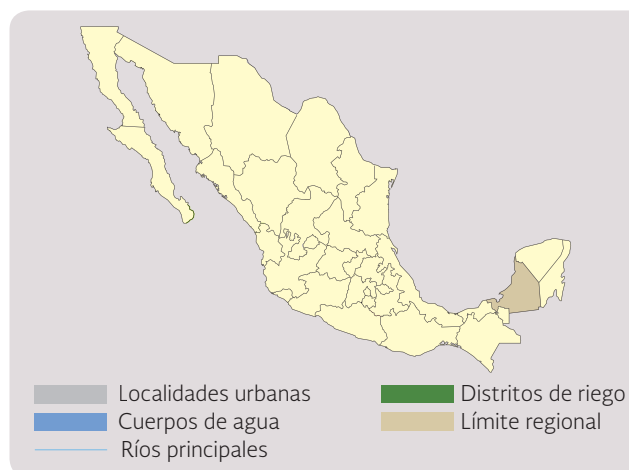 Localidades urbanas
Cuerpos de agua
Ríos principales
Distritos de riego
Límite regional